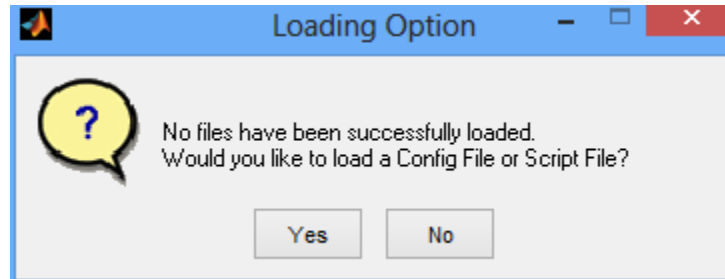 Loading Option
?
No files have been successfully loaded.
Would you like to load a Config File or Script File?
Yes No